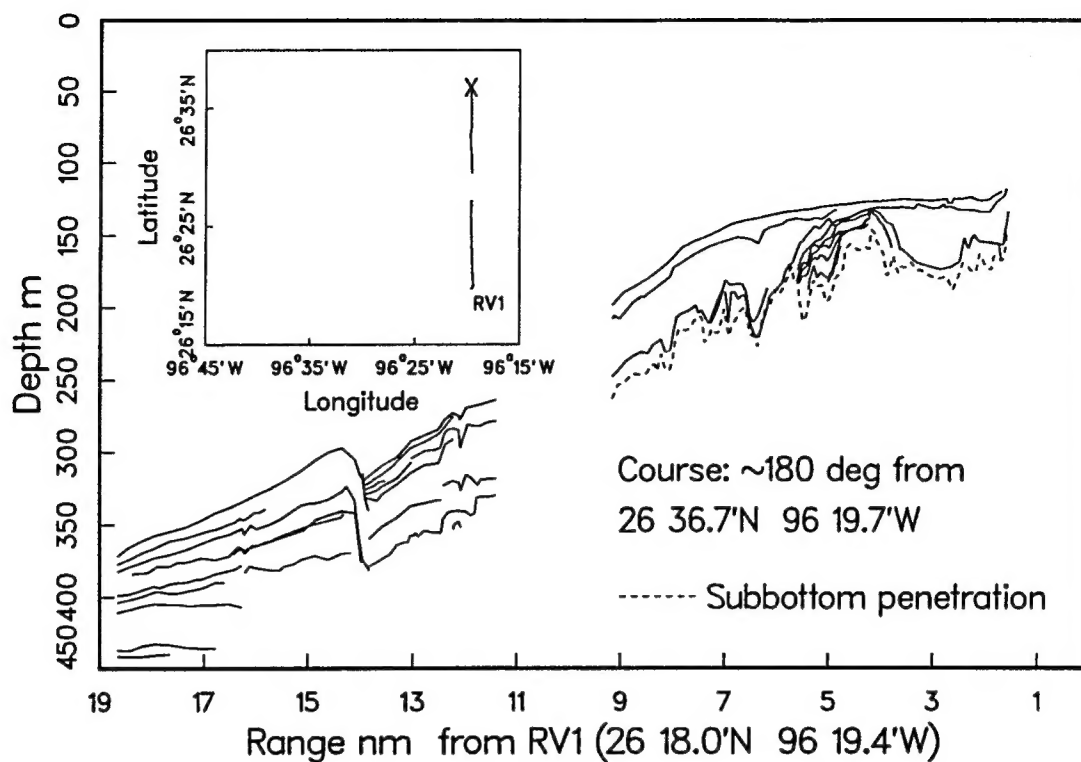 0
50
100
150
200
250
300
350
400
450
Depth m
26°35'N
26°25'N
26°15'N
Latitude
X
RV1
96°45'W 96°35'W 96°25'W 96°15'W
Longitude
Course: ~180 deg from
26 36.7'N 96 19.7'W
Subbottom penetration
19 17 15 13 11 9 7 5 3 1
Range nm from RV1 (26 18.0'N 96 19.4'W)